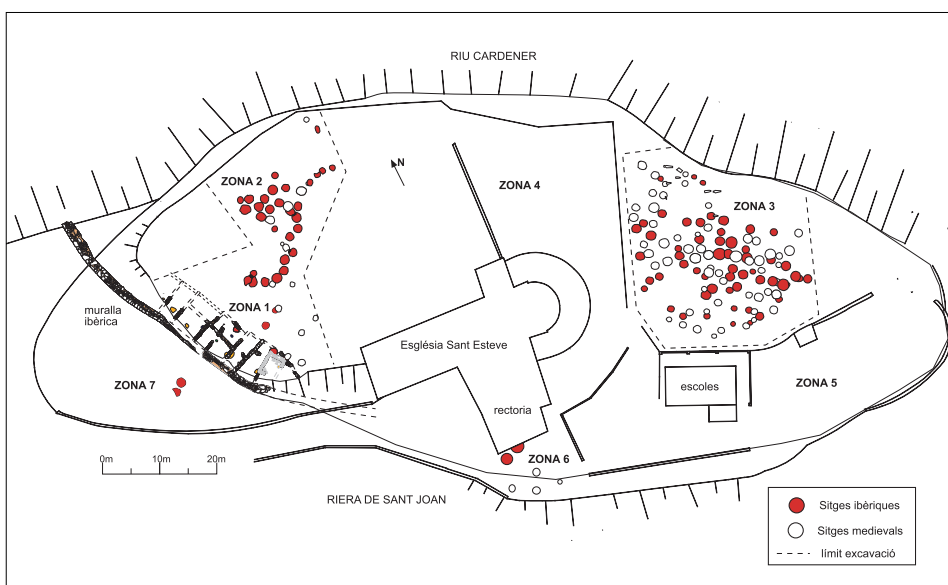 RIU CARDENER
ZONA 2
N
ZONA 4
ZONA 3
ZONA 1
muralla
ibèrica
Església Sant Esteve
ZONA 7
escoles
ZONA 5
rectoria
ZONA 6
0m 10m 20m
RIERA DE SANT JOAN
Sitges ibèriques
Sitges medievals
límit excavació